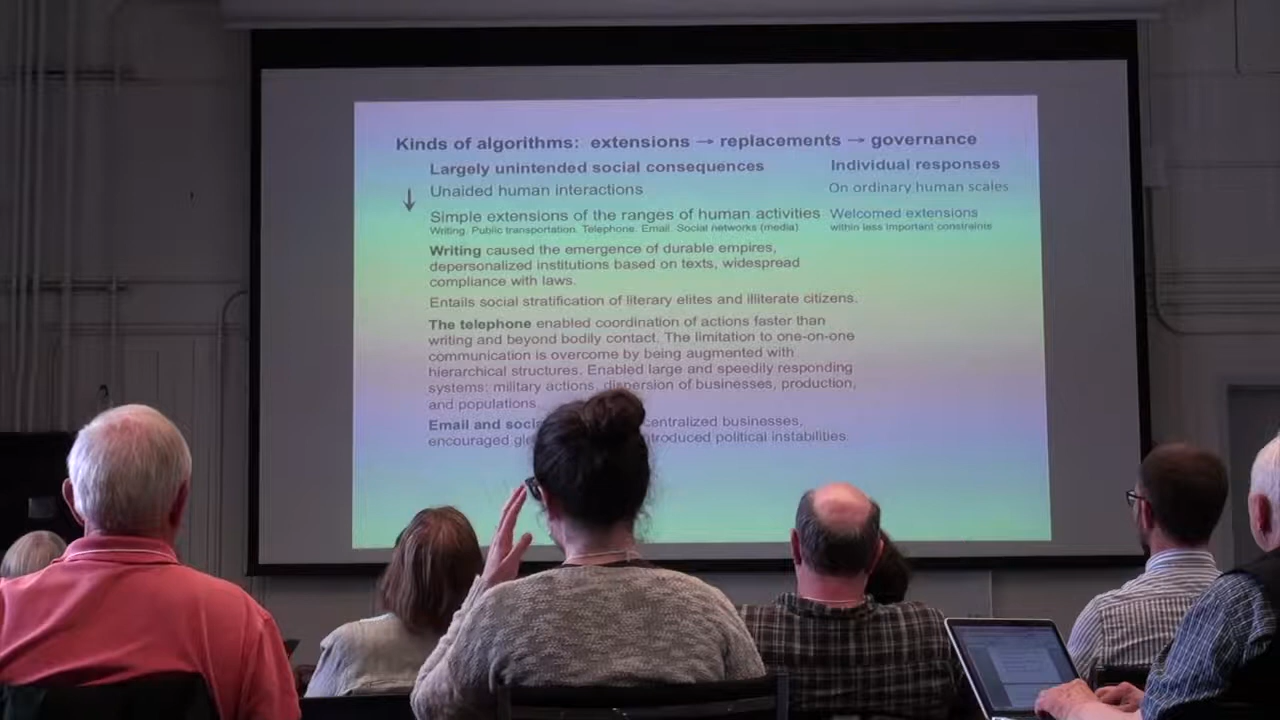 Kinds of algorithms: extensions → replacements → governance
Largely unintended social consequences Individual responses
Unaided human interactions On ordinary human scales
Simple extensions of the ranges of human activities Welcomed extensions
Writing. Public transportation. Telephone. Email. Social networks (media) within less important constraints
Writing caused the emergence of durable empires,
depersonalized institutions based on texts, widespread
compliance with laws.
Entails social stratification of literary elites and illiterate citizens.
The telephone enabled coordination of actions faster than
writing and beyond bodily contact. The limitation to one-on-one
communication is overcome by being augmented with
hierarchical structures. Enabled large and speedily responding
systems: military actions, dispersion of businesses, production,
and populations
Email and centralized businesses,
encouraged introduced political instabilities.